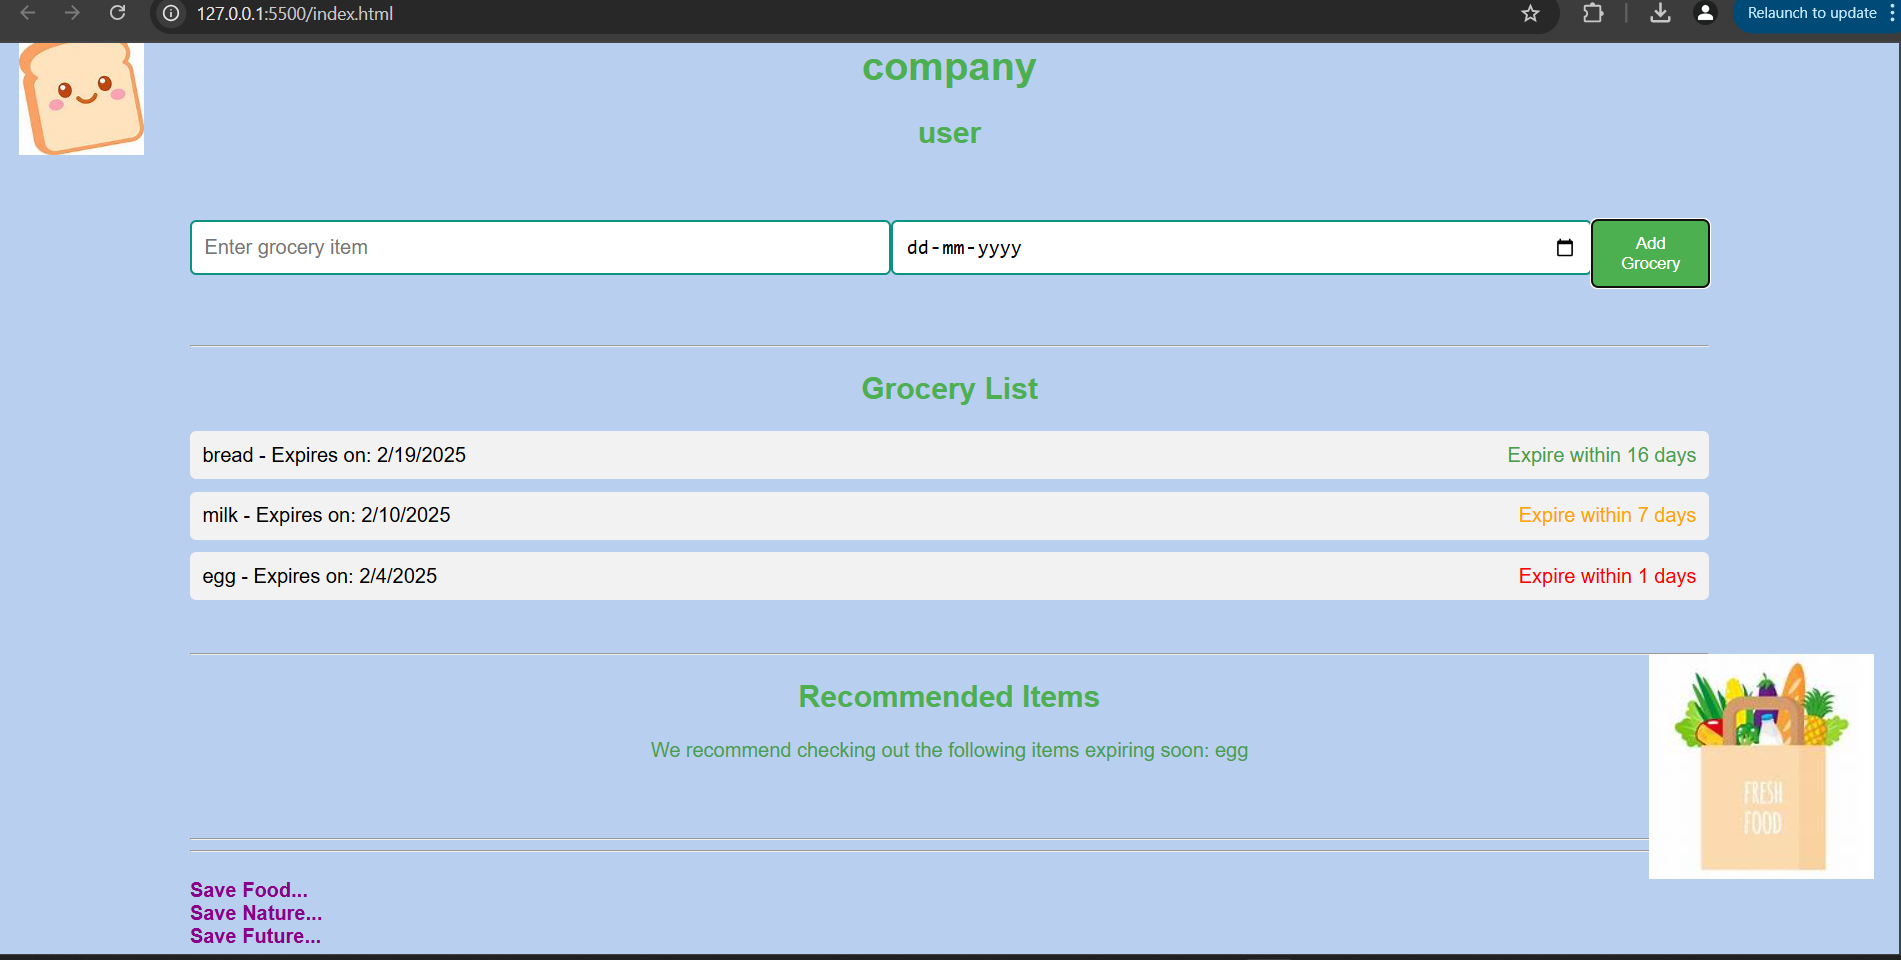 127.0.0.1:5500/index.html
Relaunch to update
company
user
Enter grocery item
dd-mm-yyyy
Add
Grocery
Grocery List
bread - Expires on: 2/19/2025 Expire within 16 days
milk - Expires on: 2/10/2025 Expire within 7 days
egg - Expires on: 2/4/2025 Expire within 1 days
Recommended Items
We recommend checking out the following items expiring soon: egg
FRESH
FOOD
Save Food...
Save Nature...
Save Future...